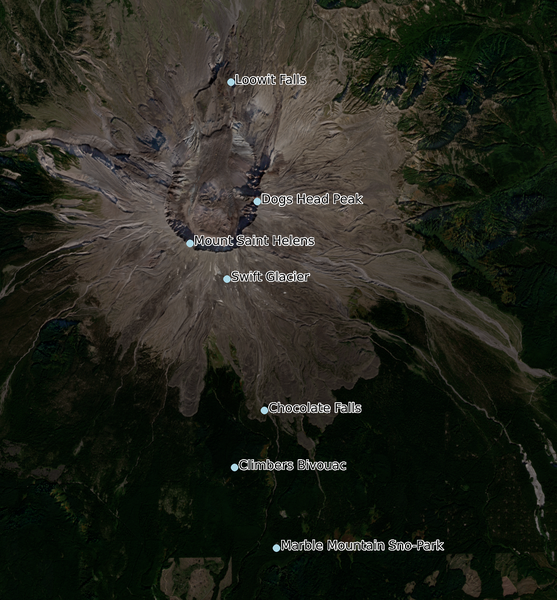 Loowit Falls
Dogs Head Peak
Mount Saint Helens
Swift Glacier
Chocolate Falls
Climbers Bivouac
Marble Mountain Sno-Park